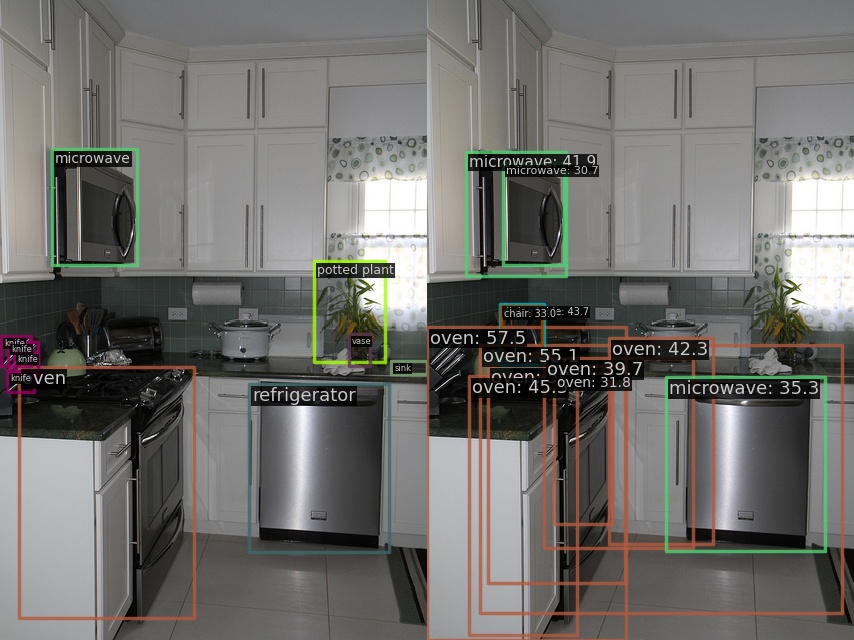 microwave
potted plant
vase
sink
knife
knife
knife
knife
ven
refrigerator
microwave: 41.9
microwave: 30.7
chair: 33.0
e: 43.7
oven: 57.5
oven: 55.1
oven: 42.3
oven: 39.7
oven: 31.8
oven: 45.
microwave: 35.3